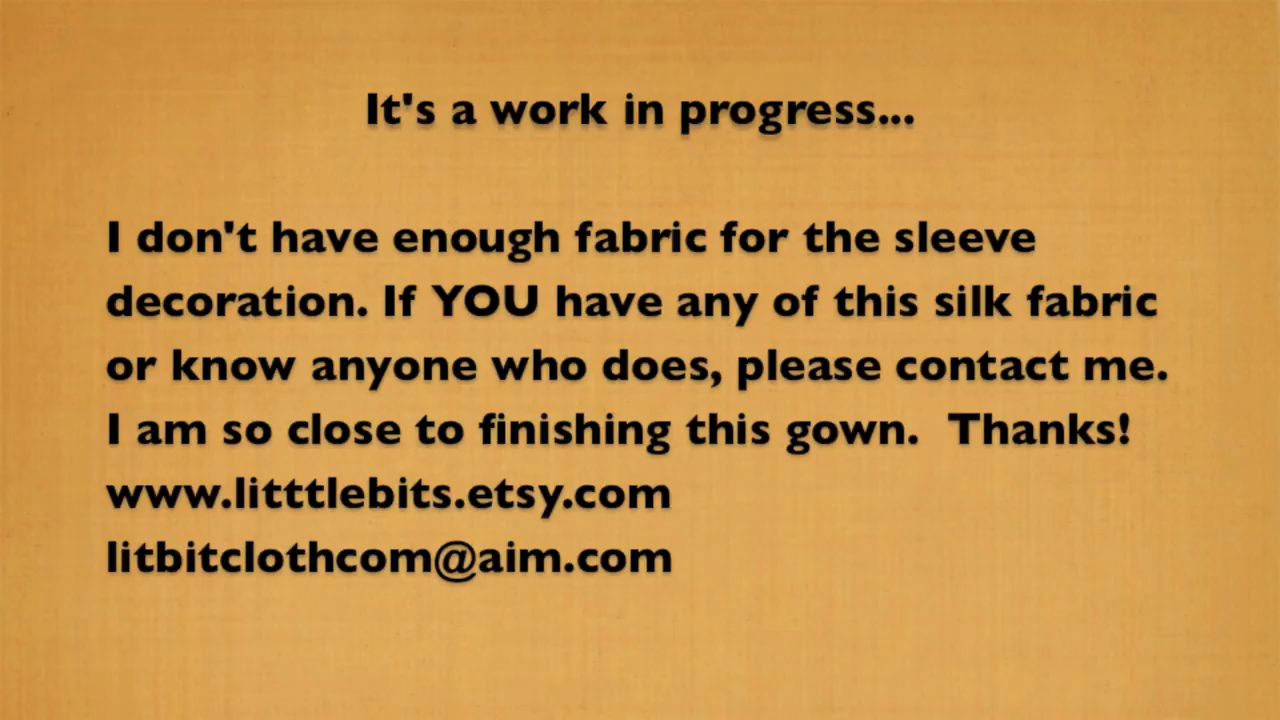 It's a work in progress...
I don't have enough fabric for the sleeve
decoration. If YOU have any of this silk fabric
or know anyone who does, please contact me.
I am so close to finishing this gown.  Thanks!
www.litttlebits.etsy.com
litbitclothcom@aim.com